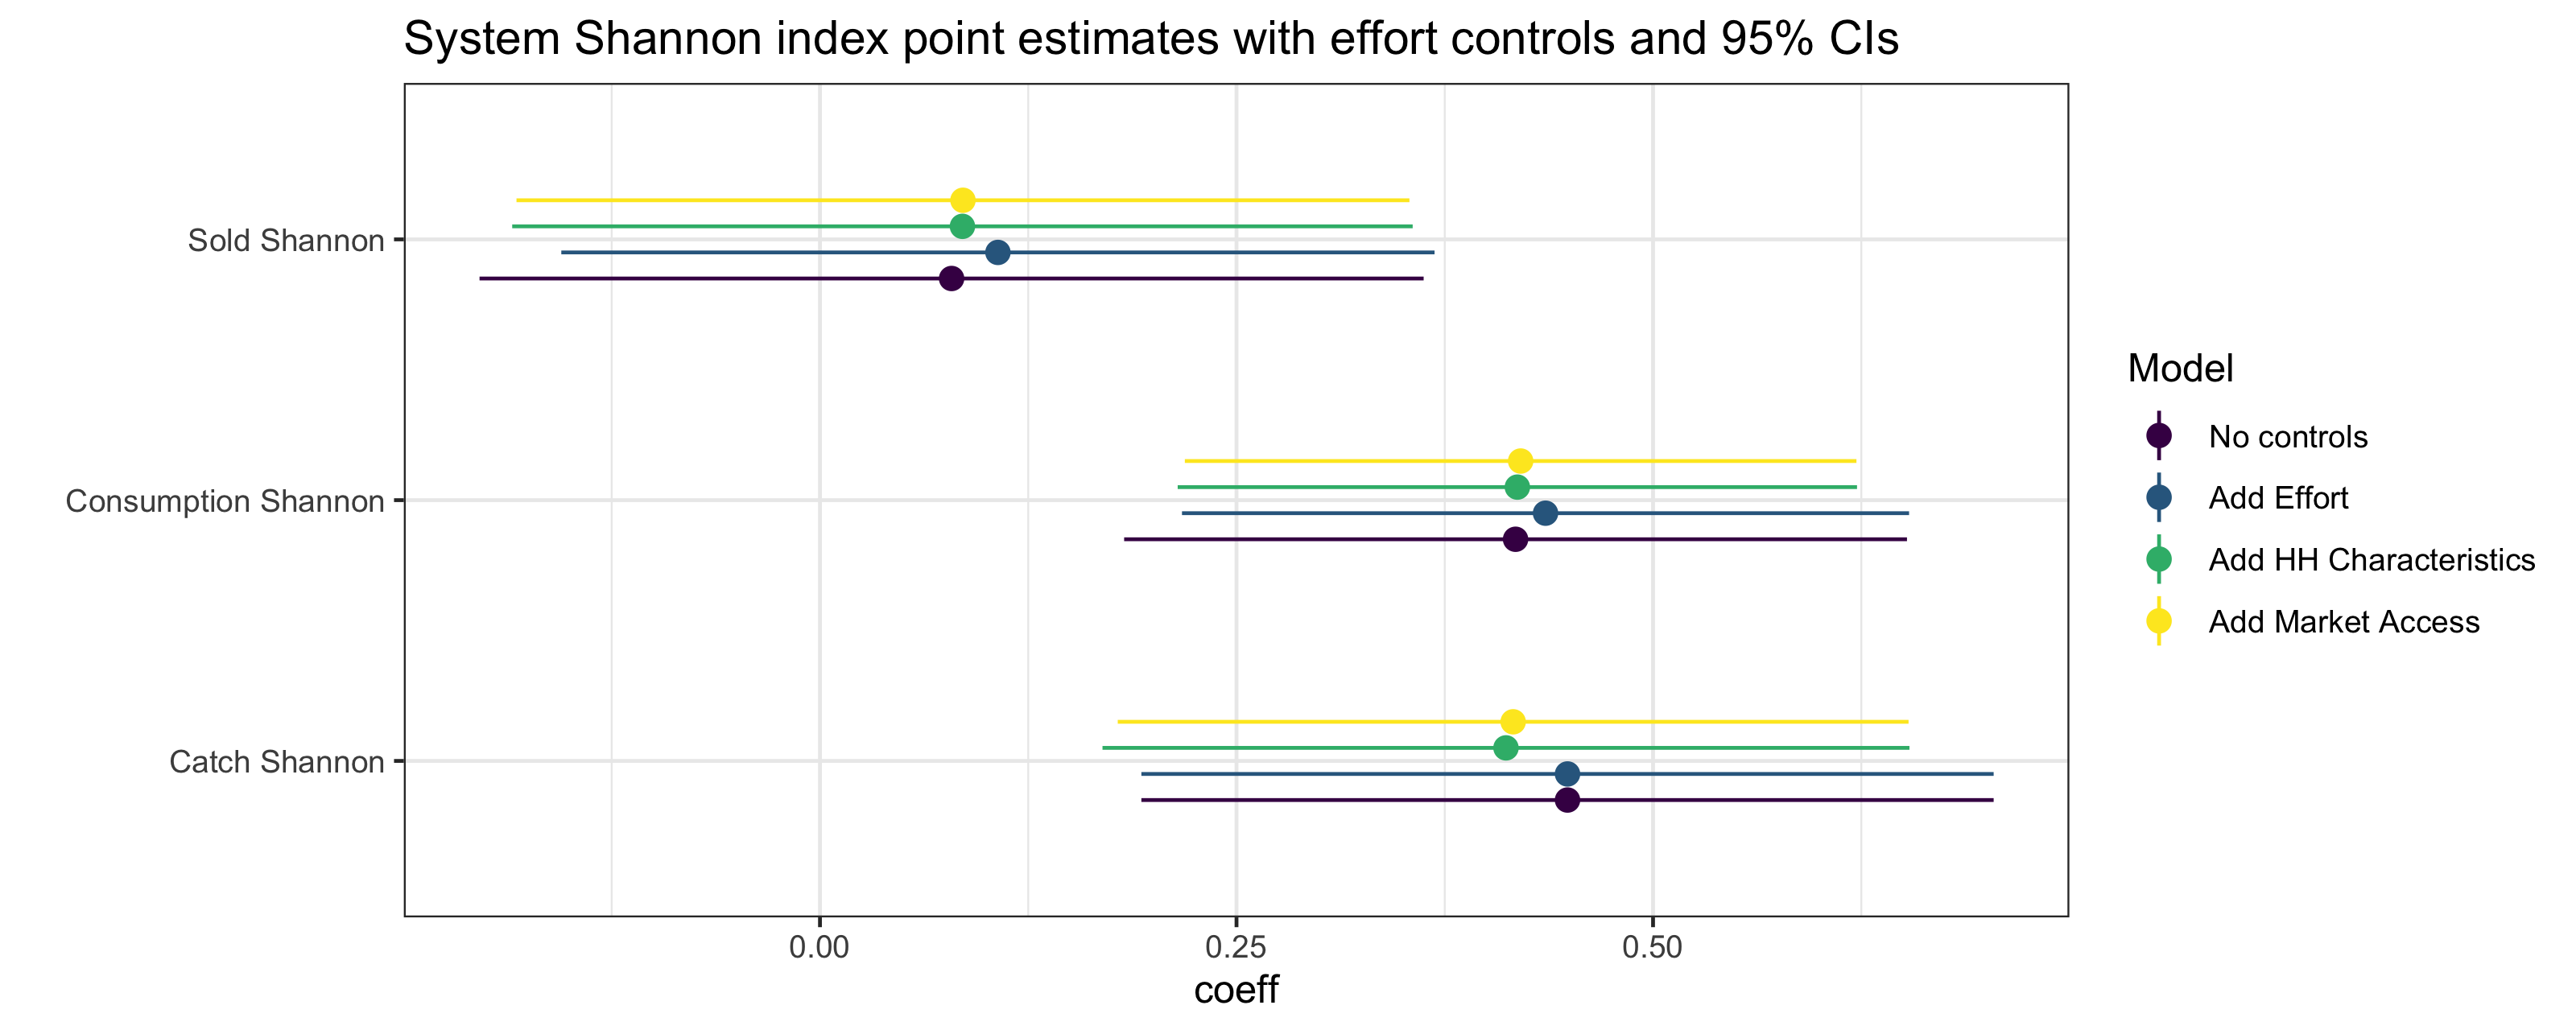 System Shannon index point estimates with effort controls and 95% CIs
Sold Shannon
Consumption Shannon
Catch Shannon
0.00
0.25
0.50
coeff
Model
No controls
Add Effort
Add HH Characteristics
Add Market Access